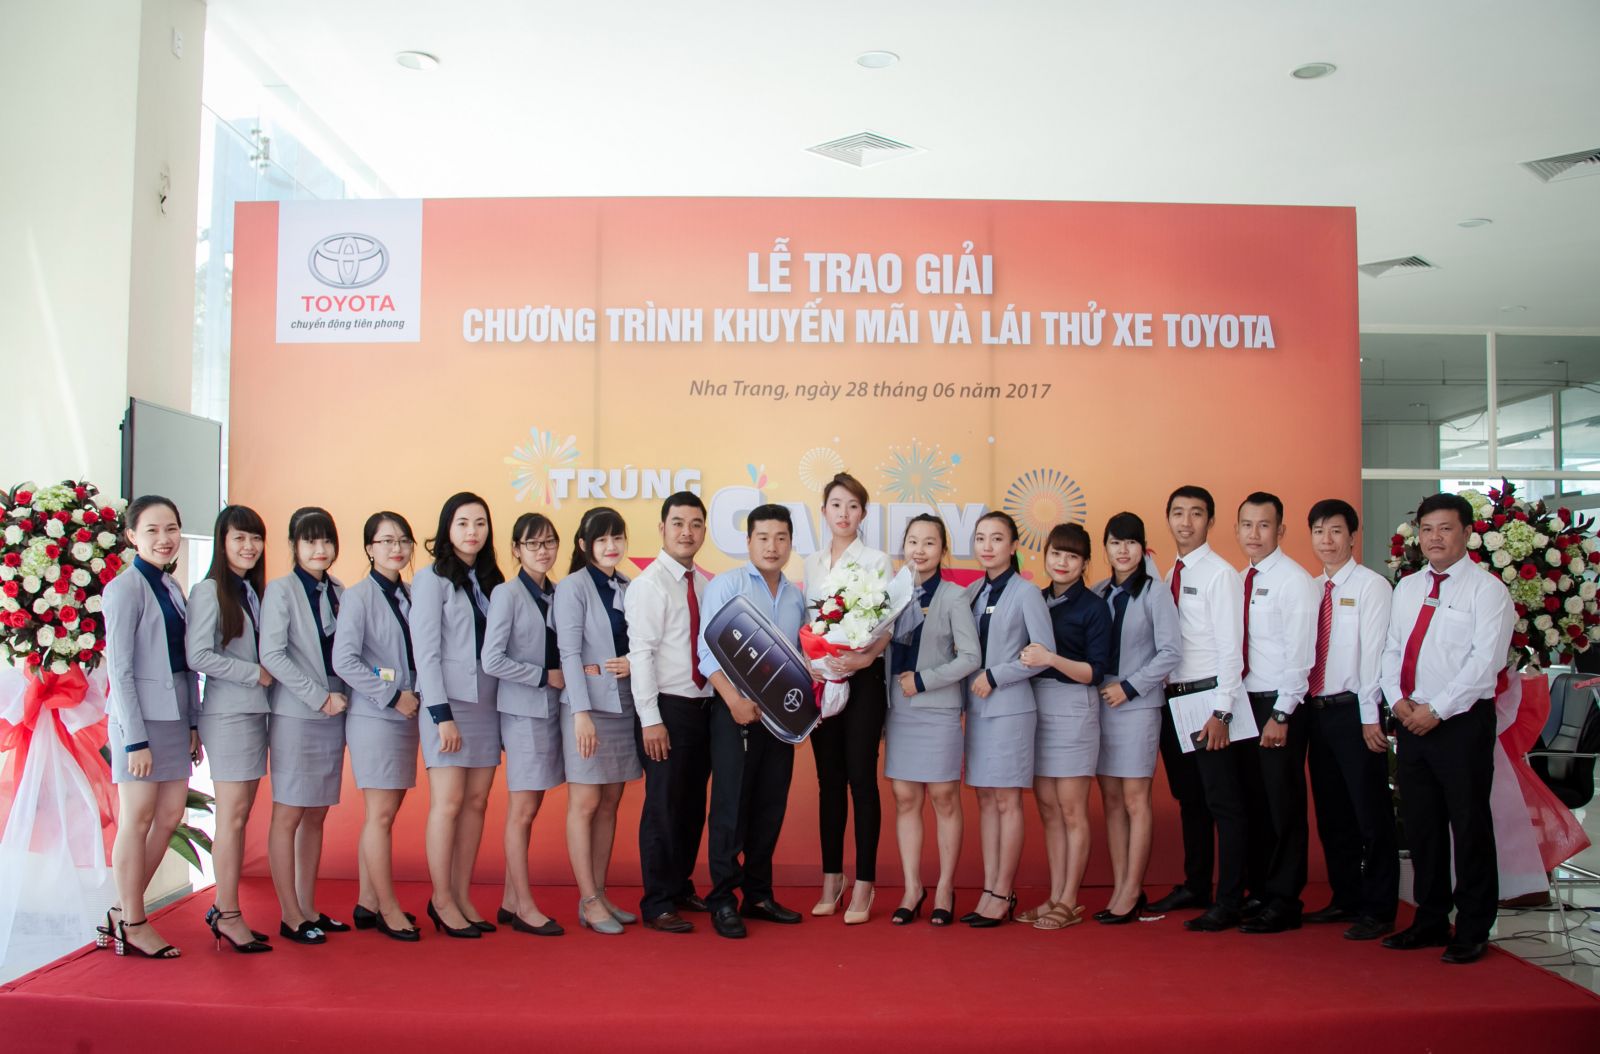 TOYOTA
chuyển động tiên phong
LỄ TRAO GIẢI
CHƯƠNG TRÌNH KHUYẾN MÃI VÀ LÁI THỬ XE TOYOTA
Nha Trang, ngày 28 tháng 06 năm 2017
TRÚNG
CAMRY